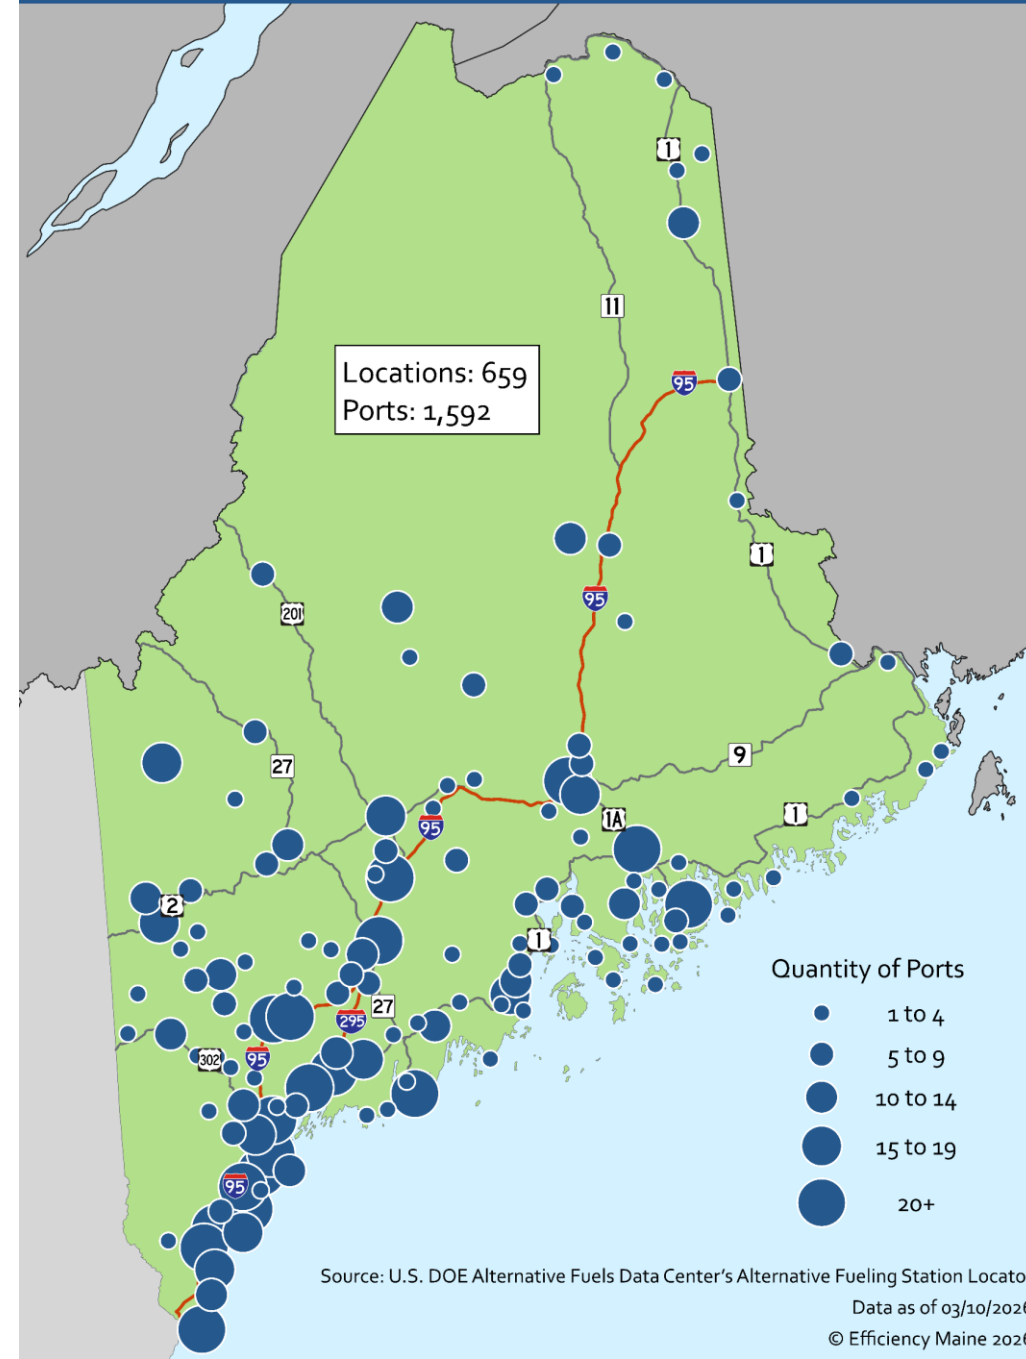 1
11
95
Locations: 659
Ports: 1,592
1
95
201
9
27
1
1A
95
2
1
Quantity of Ports
27
1 to 4
295
302
95
5 to 9
10 to 14
15 to 19
95
20+
Source: U.S. DOE Alternative Fuels Data Center's Alternative Fueling Station Locato
Data as of 03/10/2026
© Efficiency Maine 2026